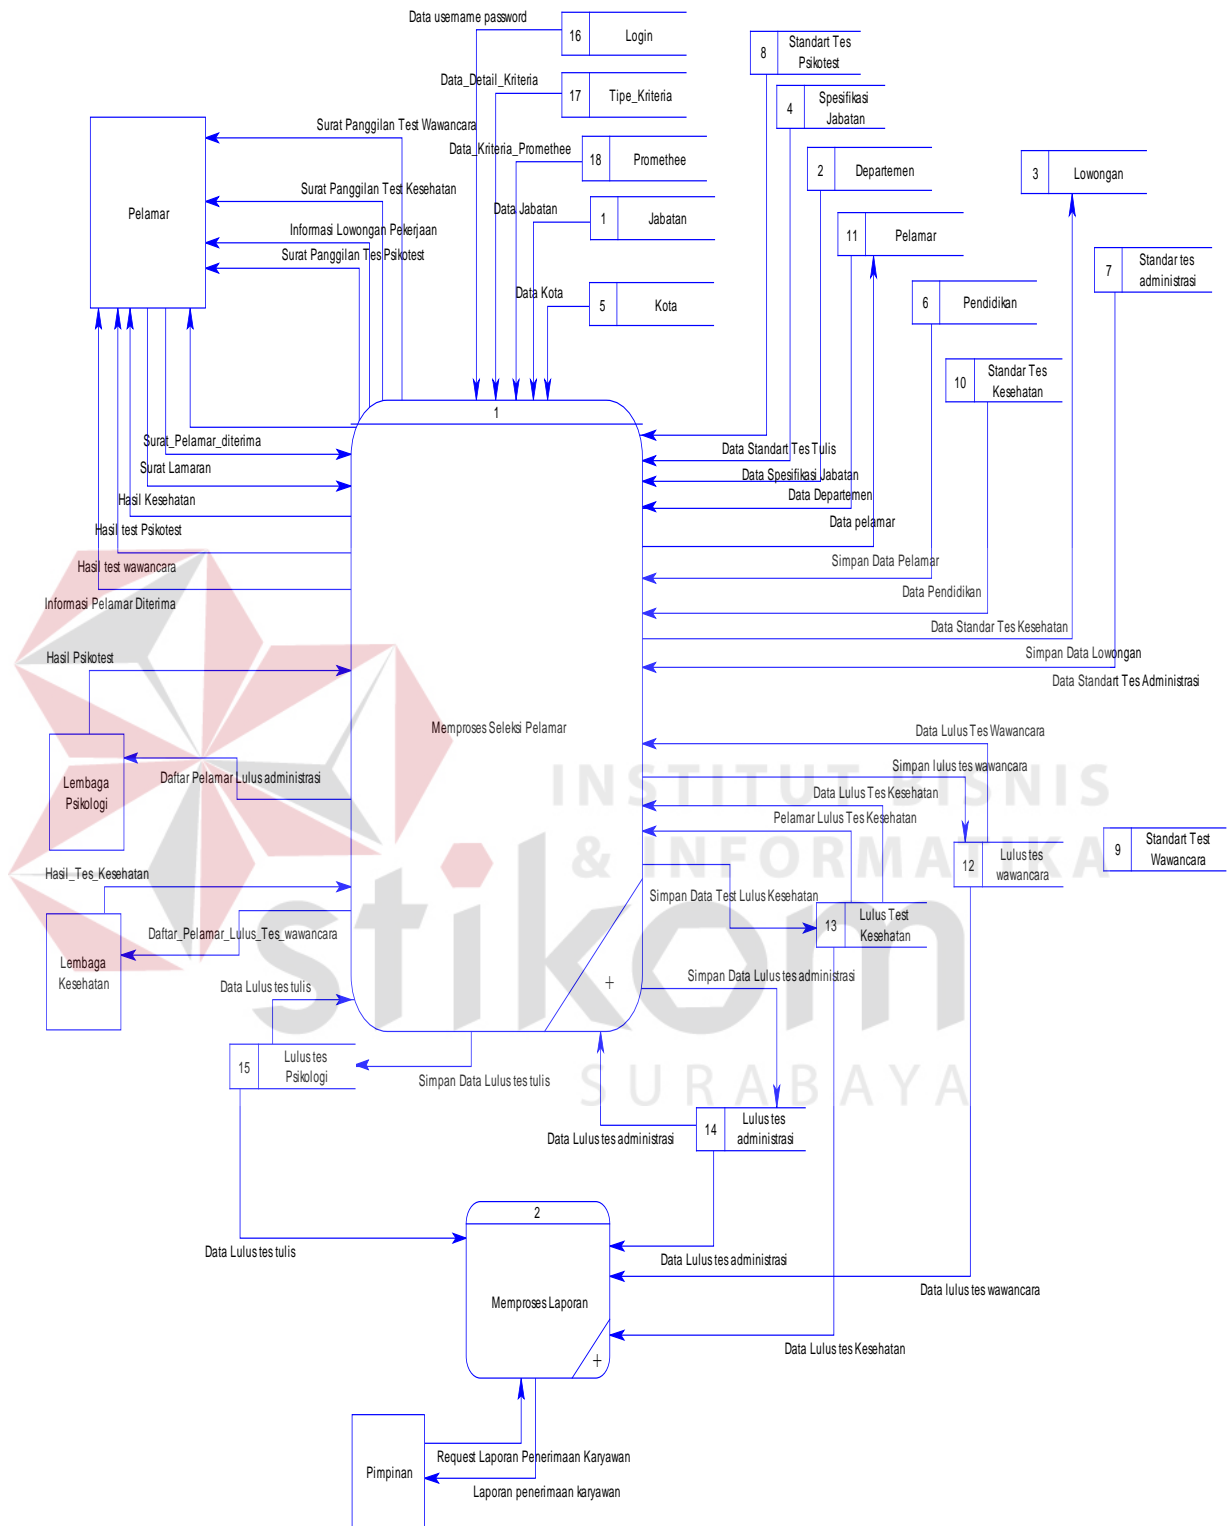 Data username password
16
Login
8
Standart Tes
Psikotest
Data_Detail_Kriteria
17
Tipe_Kriteria
4
Spesifikasi
Jabatan
Surat Panggilan Test Wawancara
Data_Kriteria_Promethee
18
Promethee
2
Departemen
3
Lowongan
Surat Panggilan Test Kesehatan
Pelamar
Data Jabatan
1
Jabatan
11
Pelamar
Informasi Lowongan Pekerjaan
Surat Panggilan Tes Psikotest
7
Standar tes
administrasi
Data Kota
5
Kota
6
Pendidikan
10
Standar Tes
Kesehatan
1
Surat_Pelamar_diterima
Data Standart Tes Tulis
Surat Lamaran
Data Spesifikasi Jabatan
Hasil Kesehatan
Data Departemen
Hasil test Psikotest
Data pelamar
Hasil test wawancara
Simpan Data Pelamar
Informasi Pelamar Diterima
Data Pendidikan
Data Standar Tes Kesehatan
Hasil Psikotest
Simpan Data Lowongan
Data Standart Tes Administrasi
Memproses Seleksi Pelamar
Data Lulus Tes Wawancara
Lembaga
Psikologi
Daftar Pelamar Lulus administrasi
Simpan lulus tes wawancara
INSTITUT BISNIS
Data Lulus Tes Kesehatan
Pelamar Lulus Tes Kesehatan
& INFORMATIKA
9
Standart Test
Wawancara
12
Lulus tes
wawancara
Hasil_Tes_Kesehatan
Simpan Data Test Lulus Kesehatan
stikom
13
Lulus Test
Kesehatan
Daftar_Pelamar_Lulus_Tes_wawancara
Lembaga
Kesehatan
Simpan Data Lulus tes administrasi
+
Data Lulus tes tulis
15
Lulus tes
Psikologi
Simpan Data Lulus tes tulis
SURABAYA
14
Lulus tes
administrasi
Data Lulus tes administrasi
2
Data Lulus tes tulis
Data Lulus tes administrasi
Memproses Laporan
Data lulus tes wawancara
Data Lulus tes Kesehatan
+
Pimpinan
Request Laporan Penerimaan Karyawan
Laporan penerimaan karyawan